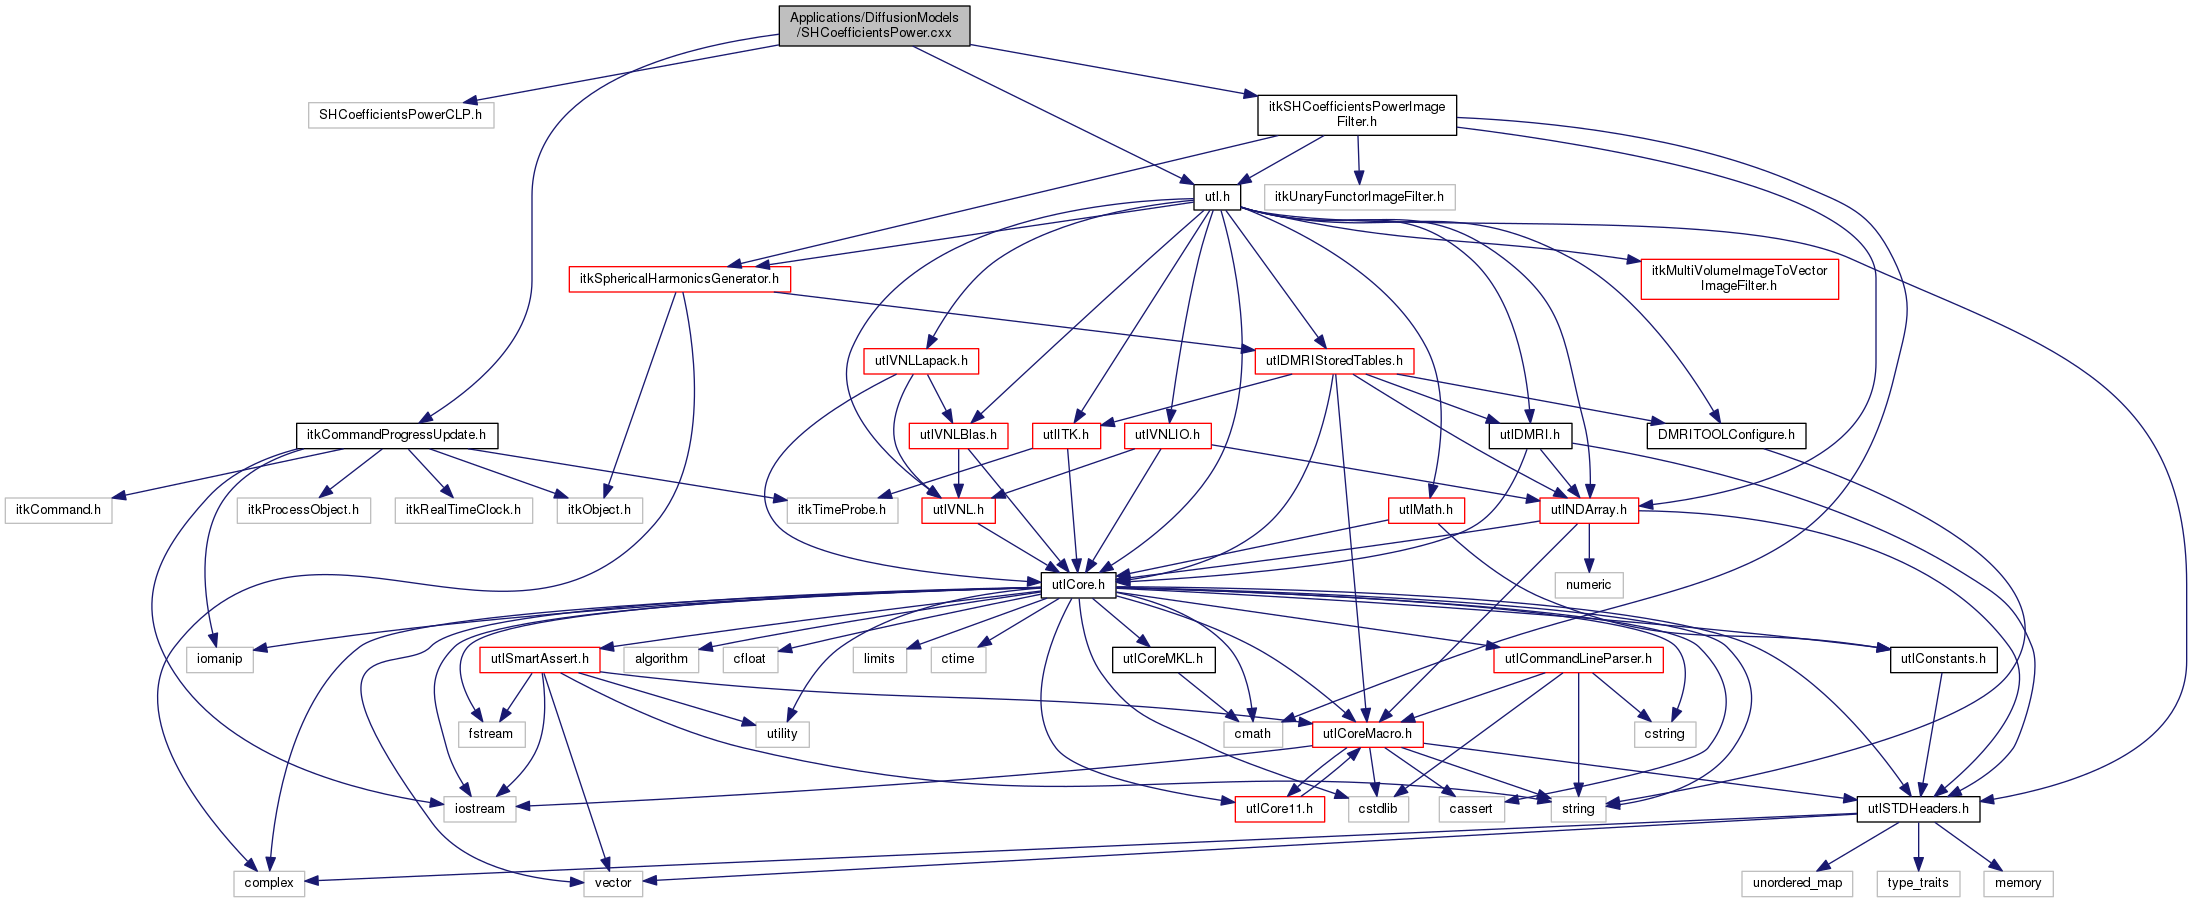 Applications/DiffusionModels
/SHCoefficientsPower.cxx
SHCoefficientsPowerCLP.h
itkSHCoefficientsPowerImage
Filter.h
utl.h
itkUnaryFunctorImageFilter.h
itkSphericalHarmonicsGenerator.h
itkMultiVolumeImageToVector
ImageFilter.h
utlVNLLapack.h
utlDMRIStoredTables.h
itkCommandProgressUpdate.h
utlVNLBlas.h
utlITK.h
utlVNLIO.h
utlDMRI.h
DMRITOOLConfigure.h
itkCommand.h
itkProcessObject.h
itkRealTimeClock.h
itkObject.h
itkTimeProbe.h
utlVNL.h
utlMath.h
utlNDArray.h
utlCore.h
numeric
iomanip
utlSmartAssert.h
algorithm
cfloat
limits
ctime
utlCoreMKL.h
utlCommandLineParser.h
utlConstants.h
fstream
utility
cmath
utlCoreMacro.h
cstring
iostream
utlCore11.h
cstdlib
cassert
string
utlSTDHeaders.h
complex
vector
unordered_map
type_traits
memory